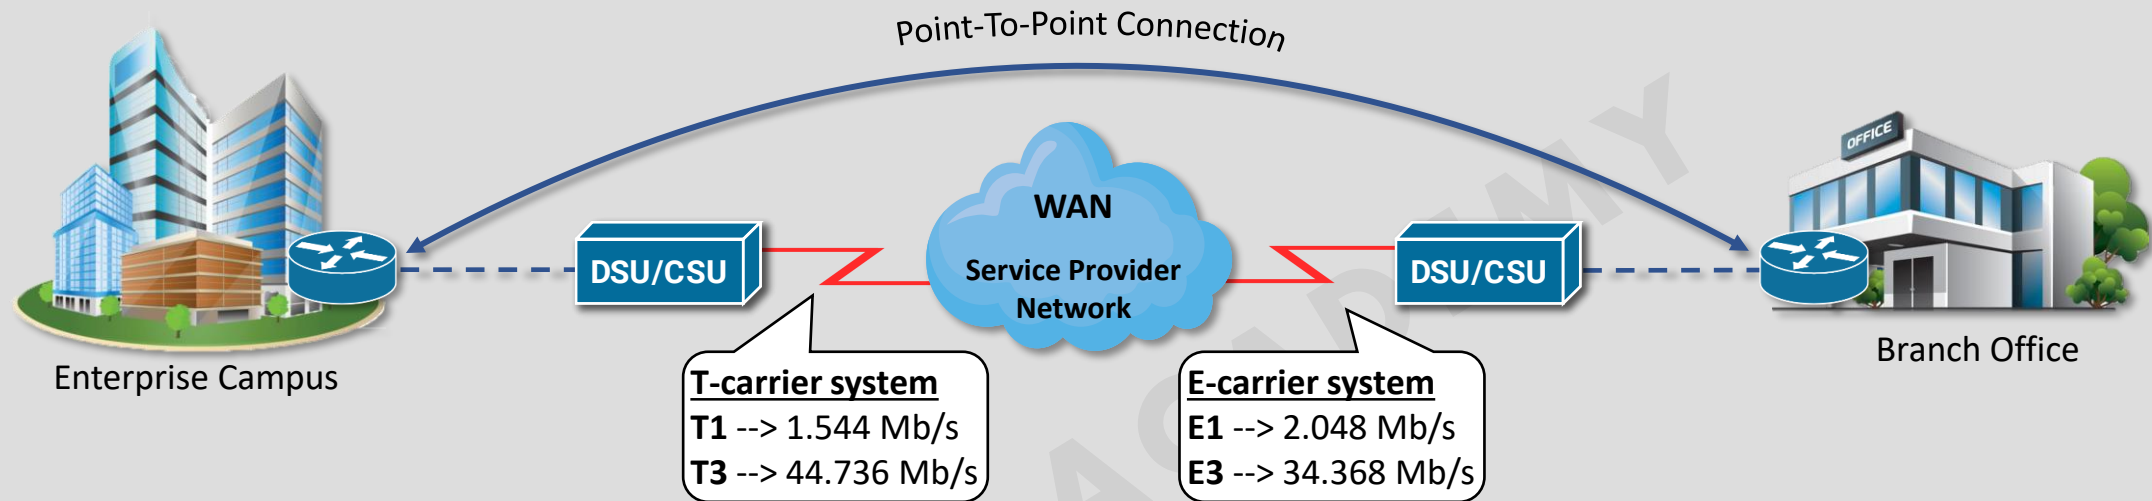 Point-To-Point Connection
OFFICE
WAN
Service Provider
Network
DSU/CSU
DSU/CSU
Enterprise Campus
Branch Office
T-carrier system
T1 --> 1.544 Mb/s
T3 --> 44.736 Mb/s
E-carrier system
E1 --> 2.048 Mb/s
E3 --> 34.368 Mb/s
ACADEMY